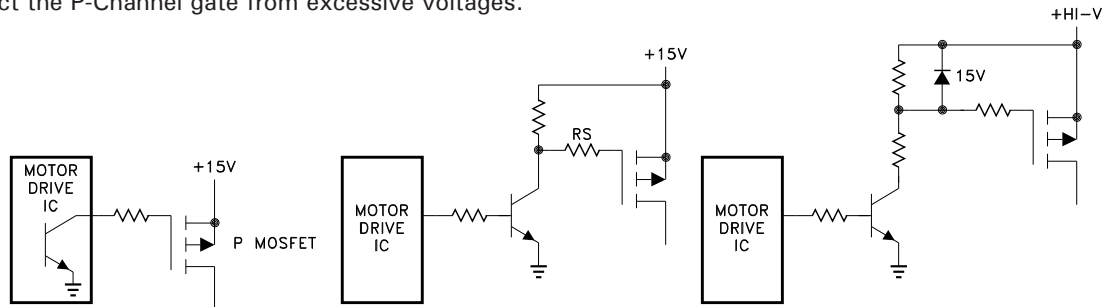 ct the P-Channel gate from excessive voltages.
MOTOR
DRIVE
IC
+15V
P MOSFET
MOTOR
DRIVE
IC
RS
+15V
MOTOR
DRIVE
IC
15V
+HI-V